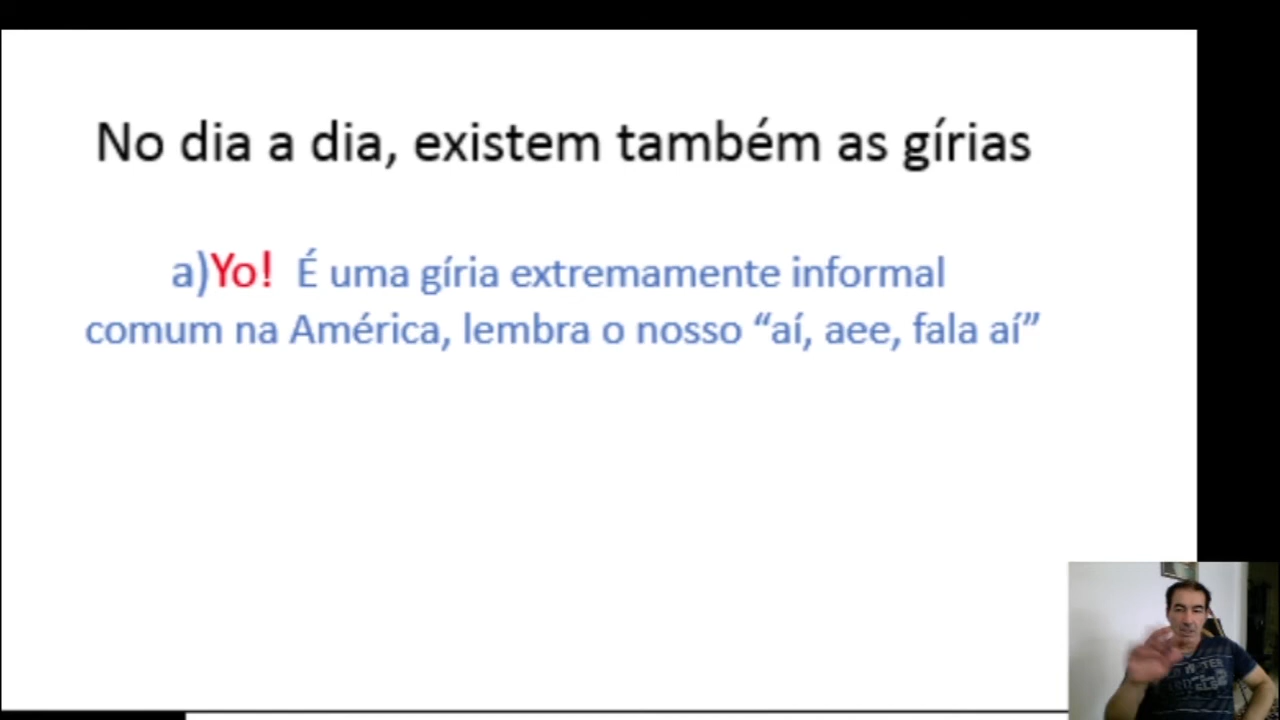 No dia a dia, existem também as gírias
a)Yo! É uma gíria extremamente informal
comum na América, lembra o nosso “aí, aee, fala aí”